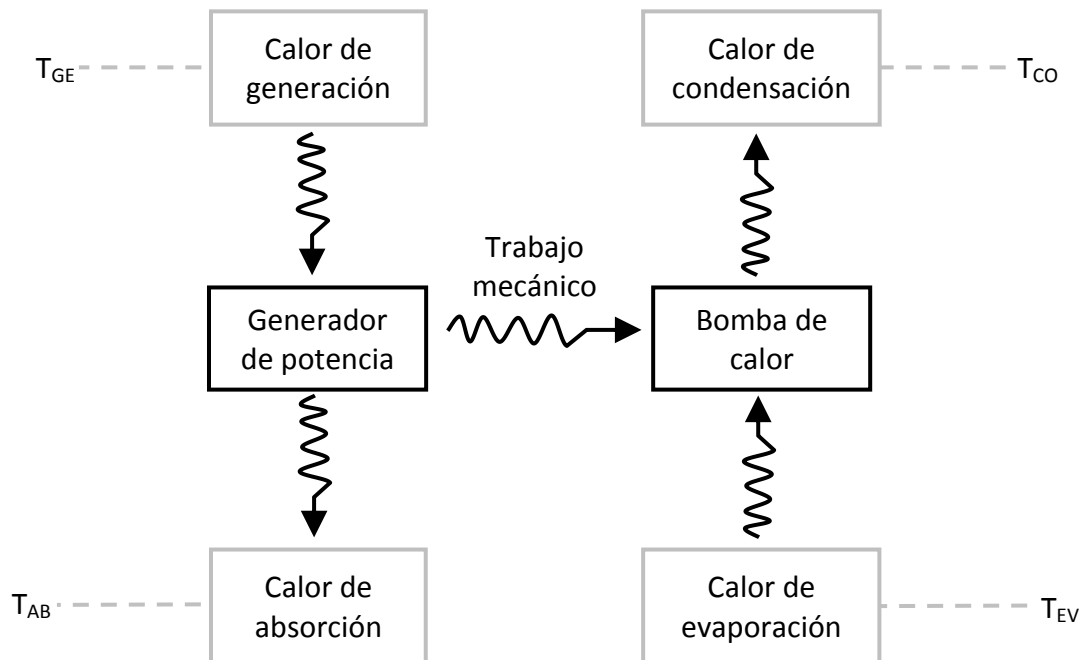 Calor de
generación
Calor de
condensación
T_GE
T_CO
Trabajo
mecánico
Generador
de potencia
Bomba de
calor
Calor de
absorción
Calor de
evaporación
T_AB
T_EV